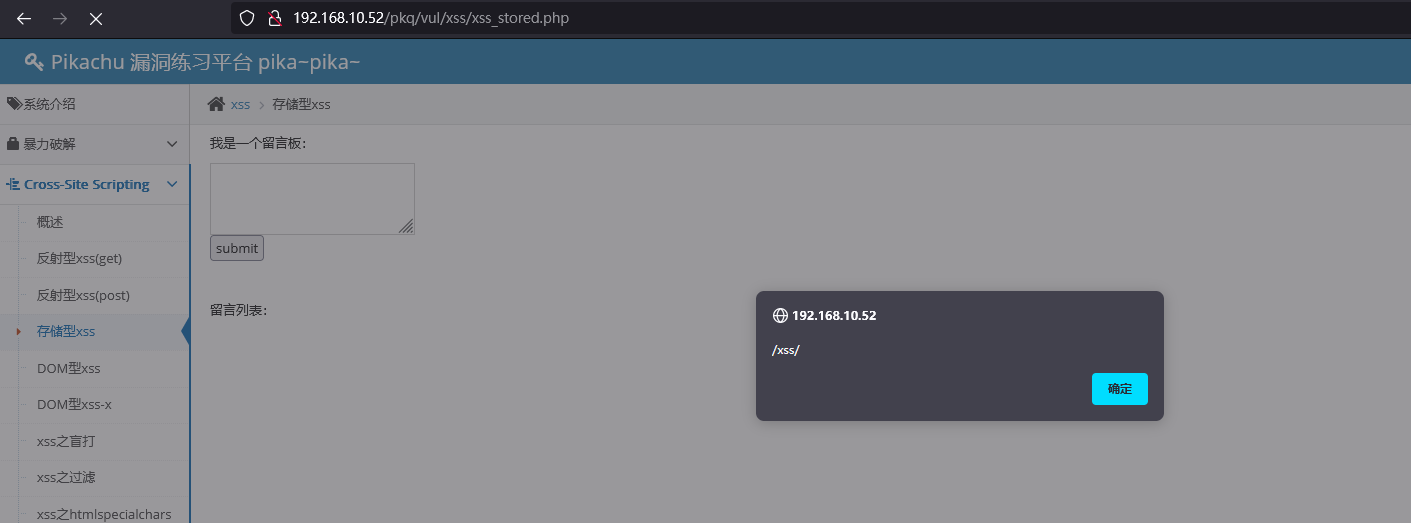 192.168.10.52/pkq/vul/xss/xss_stored.php
Pikachu 漏洞练习平台 pika~pika~
系统介绍
xss > 存储型xss
暴力破解
我是一个留言板：
Cross-Site Scripting
概述
submit
反射型xss(get)
反射型xss(post)
留言列表：
存储型xss
DOM型xss
DOM型xss-x
xss之盲打
xss之过滤
xss之htmlspecialchars
192.168.10.52
/xss/
确定